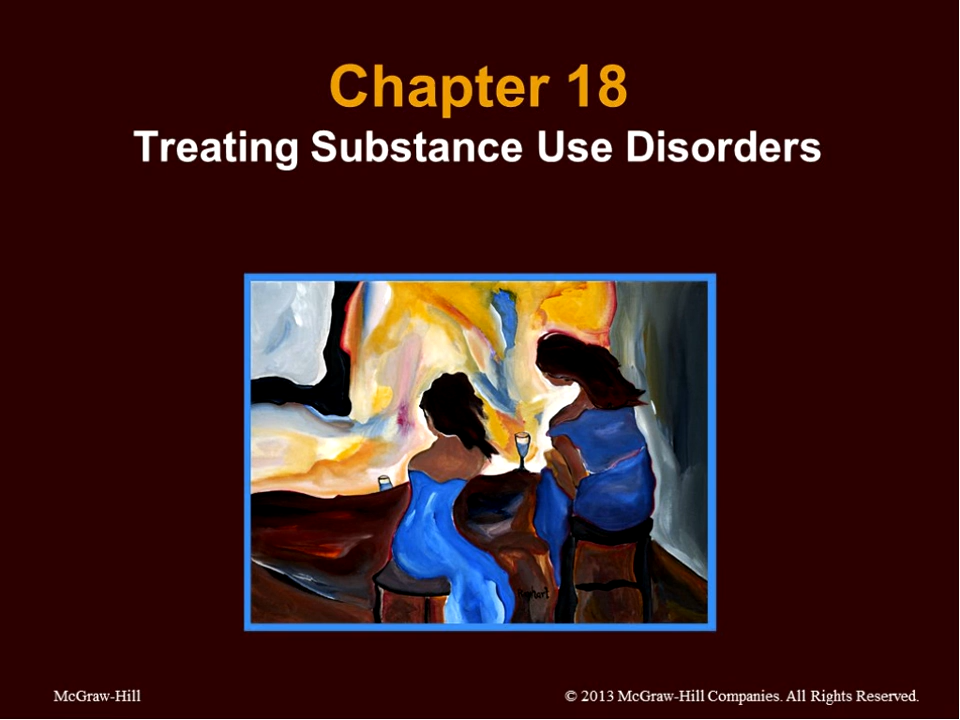 Chapter 18
Treating Substance Use Disorders
McGraw-Hill
© 2013 McGraw-Hill Companies. All Rights Reserved.